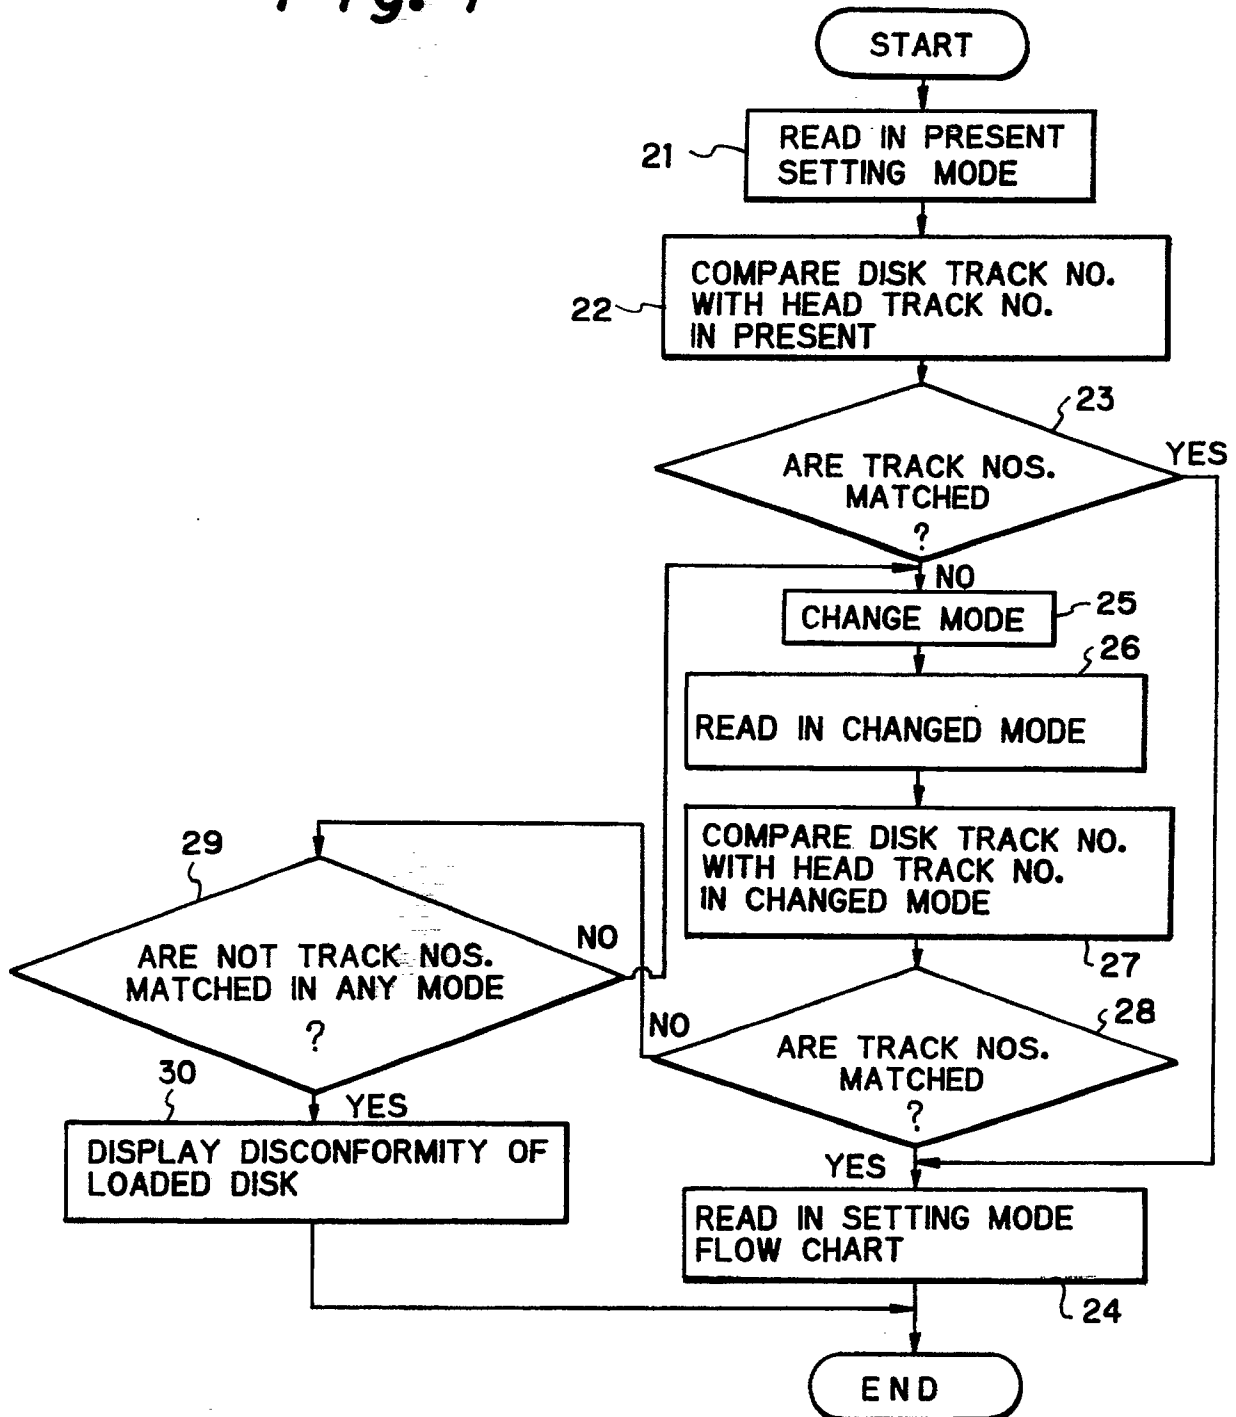 START
21
READ IN PRESENT
SETTING MODE
22
COMPARE DISK TRACK NO.
WITH HEAD TRACK NO.
IN PRESENT
23
ARE TRACK NOS.
MATCHED
?
YES
NO
CHANGE MODE
25
26
READ IN CHANGED MODE
COMPARE DISK TRACK NO.
WITH HEAD TRACK NO.
IN CHANGED MODE
27
28
ARE TRACK NOS.
MATCHED
?
NO
YES
29
ARE NOT TRACK NOS.
MATCHED IN ANY MODE
?
NO
YES
30
DISPLAY DISCONFORMITY OF
LOADED DISK
READ IN SETTING MODE
FLOW CHART
24
END